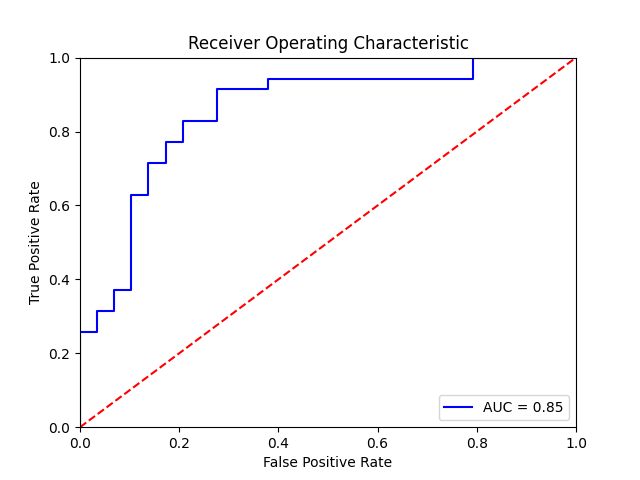 Receiver Operating Characteristic
True Positive Rate
1.0
0.8
0.6
0.4
0.2
0.0
0.0 0.2 0.4 0.6 0.8 1.0
False Positive Rate
AUC = 0.85